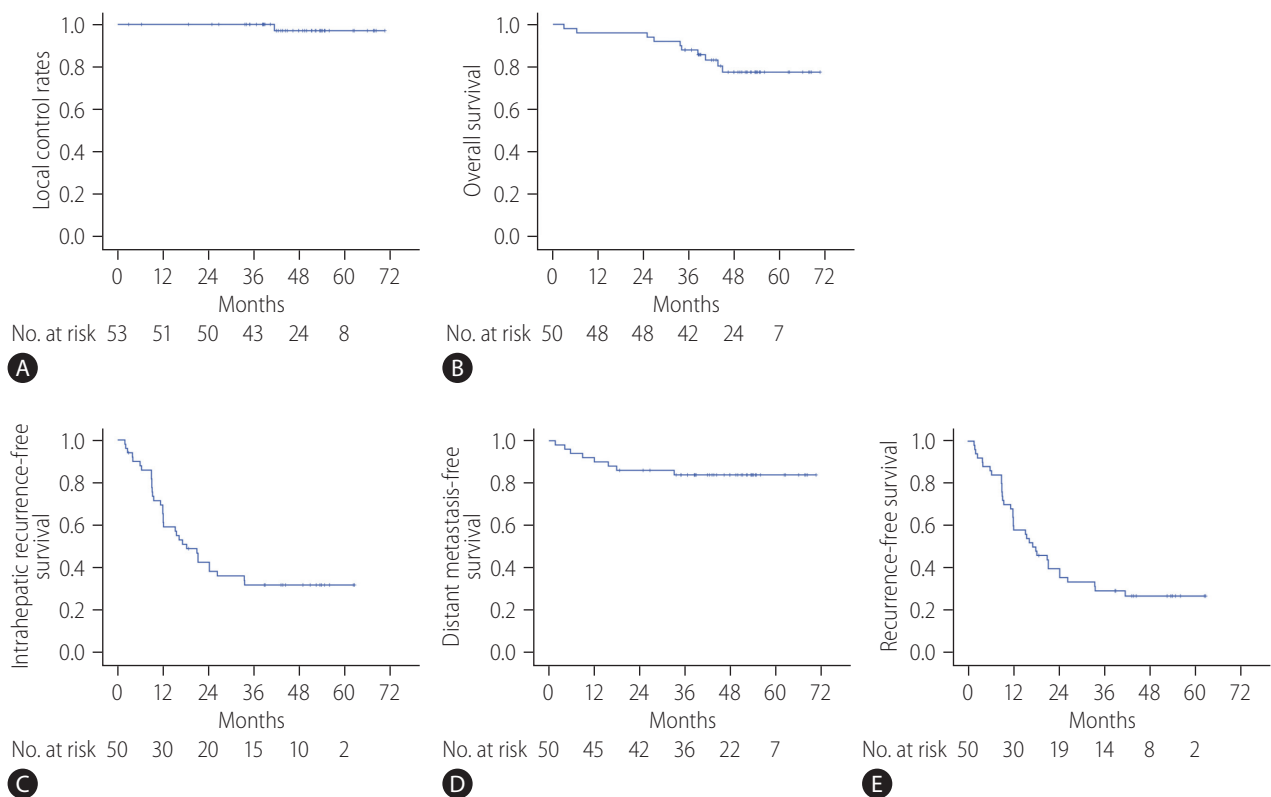 Local control rates
1.0
0.8
0.6
0.4
0.2
0.0
0 12 24 36 48 60 72
Months
No. at risk 53 51 50 43 24 8
A
Overall survival
1.0
0.8
0.6
0.4
0.2
0.0
0 12 24 36 48 60 72
Months
No. at risk 50 48 48 42 24 7
B
Intrahepatic recurrence-free
survival
1.0
0.8
0.6
0.4
0.2
0.0
0 12 24 36 48 60 72
Months
No. at risk 50 30 20 15 10 2
C
Distant metastasis-free
survival
1.0
0.8
0.6
0.4
0.2
0.0
0 12 24 36 48 60 72
Months
No. at risk 50 45 42 36 22 7
D
Recurrence-free survival
1.0
0.8
0.6
0.4
0.2
0.0
0 12 24 36 48 60 72
Months
No. at risk 50 30 19 14 8 2
E